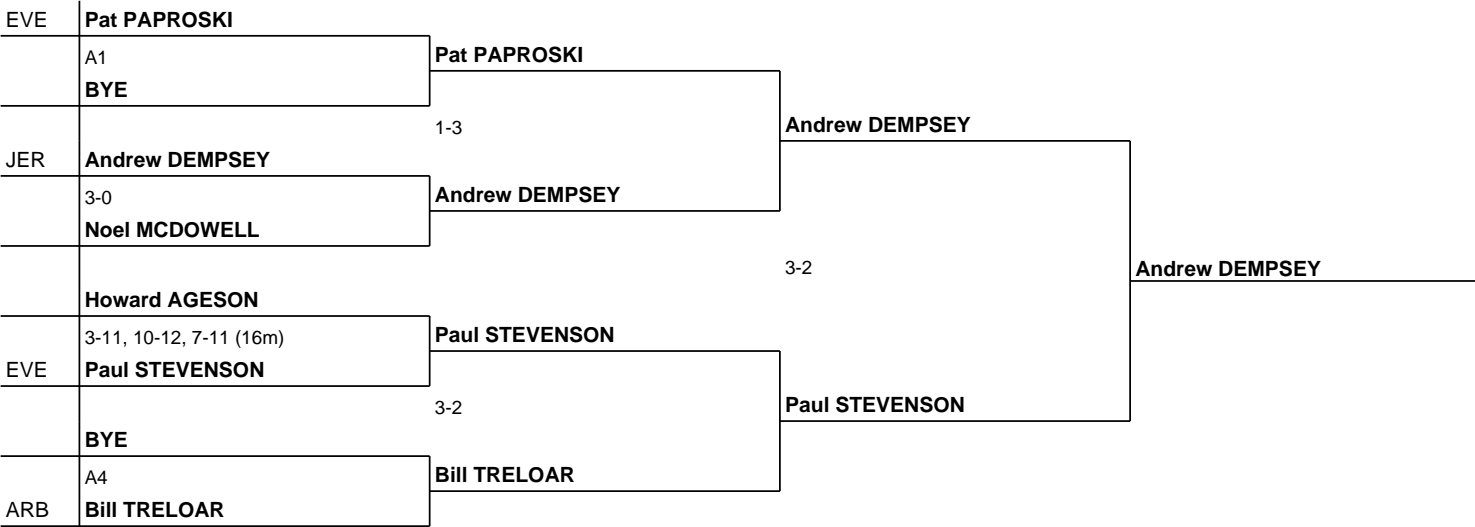 EVE Pat PAPROSKI
A1
Pat PAPROSKI
BYE
1-3
Andrew DEMPSEY
JER Andrew DEMPSEY
3-0
Andrew DEMPSEY
Noel MCDOWELL
3-2
Andrew DEMPSEY
Howard AGESON
3-11, 10-12, 7-11 (16m)
Paul STEVENSON
EVE Paul STEVENSON
3-2
Paul STEVENSON
BYE
A4
Bill TRELOAR
ARB Bill TRELOAR